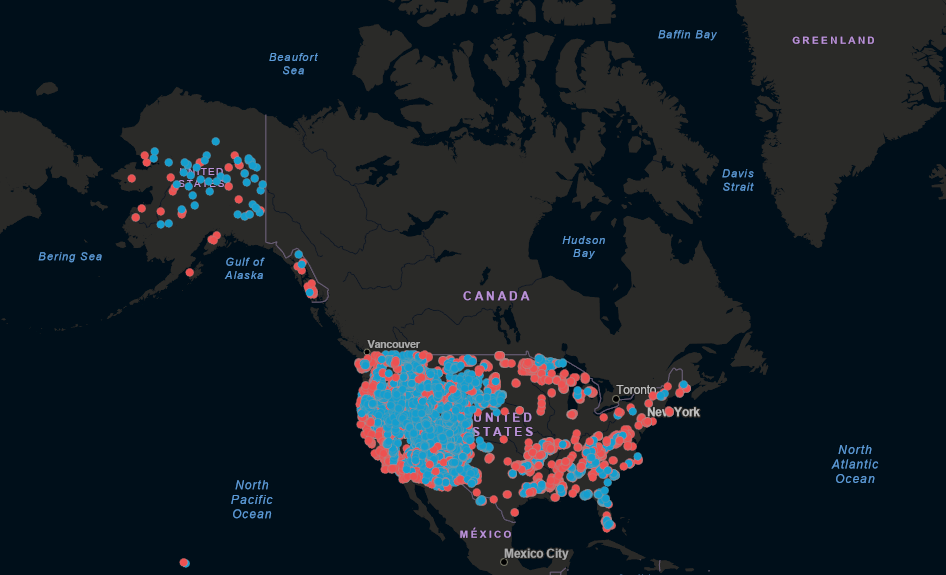 Baffin Bay
GREENLAND
Beaufort
Sea
UNITED
STATES
Davis
Strait
Bering Sea
Gulf of
Alaska
Hudson
Bay
CANADA
Vancouver
Toronto
New York
UNITED
STATES
North
Pacific
Ocean
North
Atlantic
Ocean
MÉXICO
Mexico City